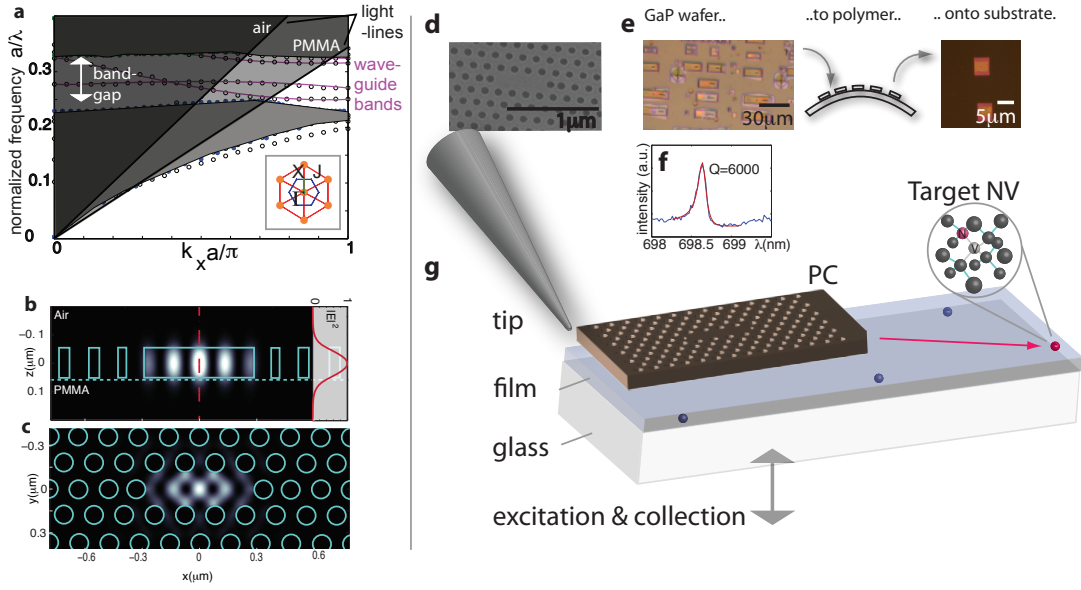 a
normalized frequency a/λ
0.3
0.2
0.1
0
0
1
kₓa/π
air
PMMA
light
-lines
wave-
guide
bands
band-
gap
X
J
Γ
b
Air
PMMA
z(μm)
-0. 1
0
0.1
0
1
|E|²
c
y(μm)
-0.3
0
0.3
-0.6
-0.3
0
0.3
0.6
x(μm)
d
1μm
e
GaP wafer..
..to polymer..
.. onto substrate.
30μm
5μm
f
intensity (a.u.)
Q=6000
698
698.5
699
λ(nm)
g
Target NV
N
V
PC
tip
film
glass
excitation & collection